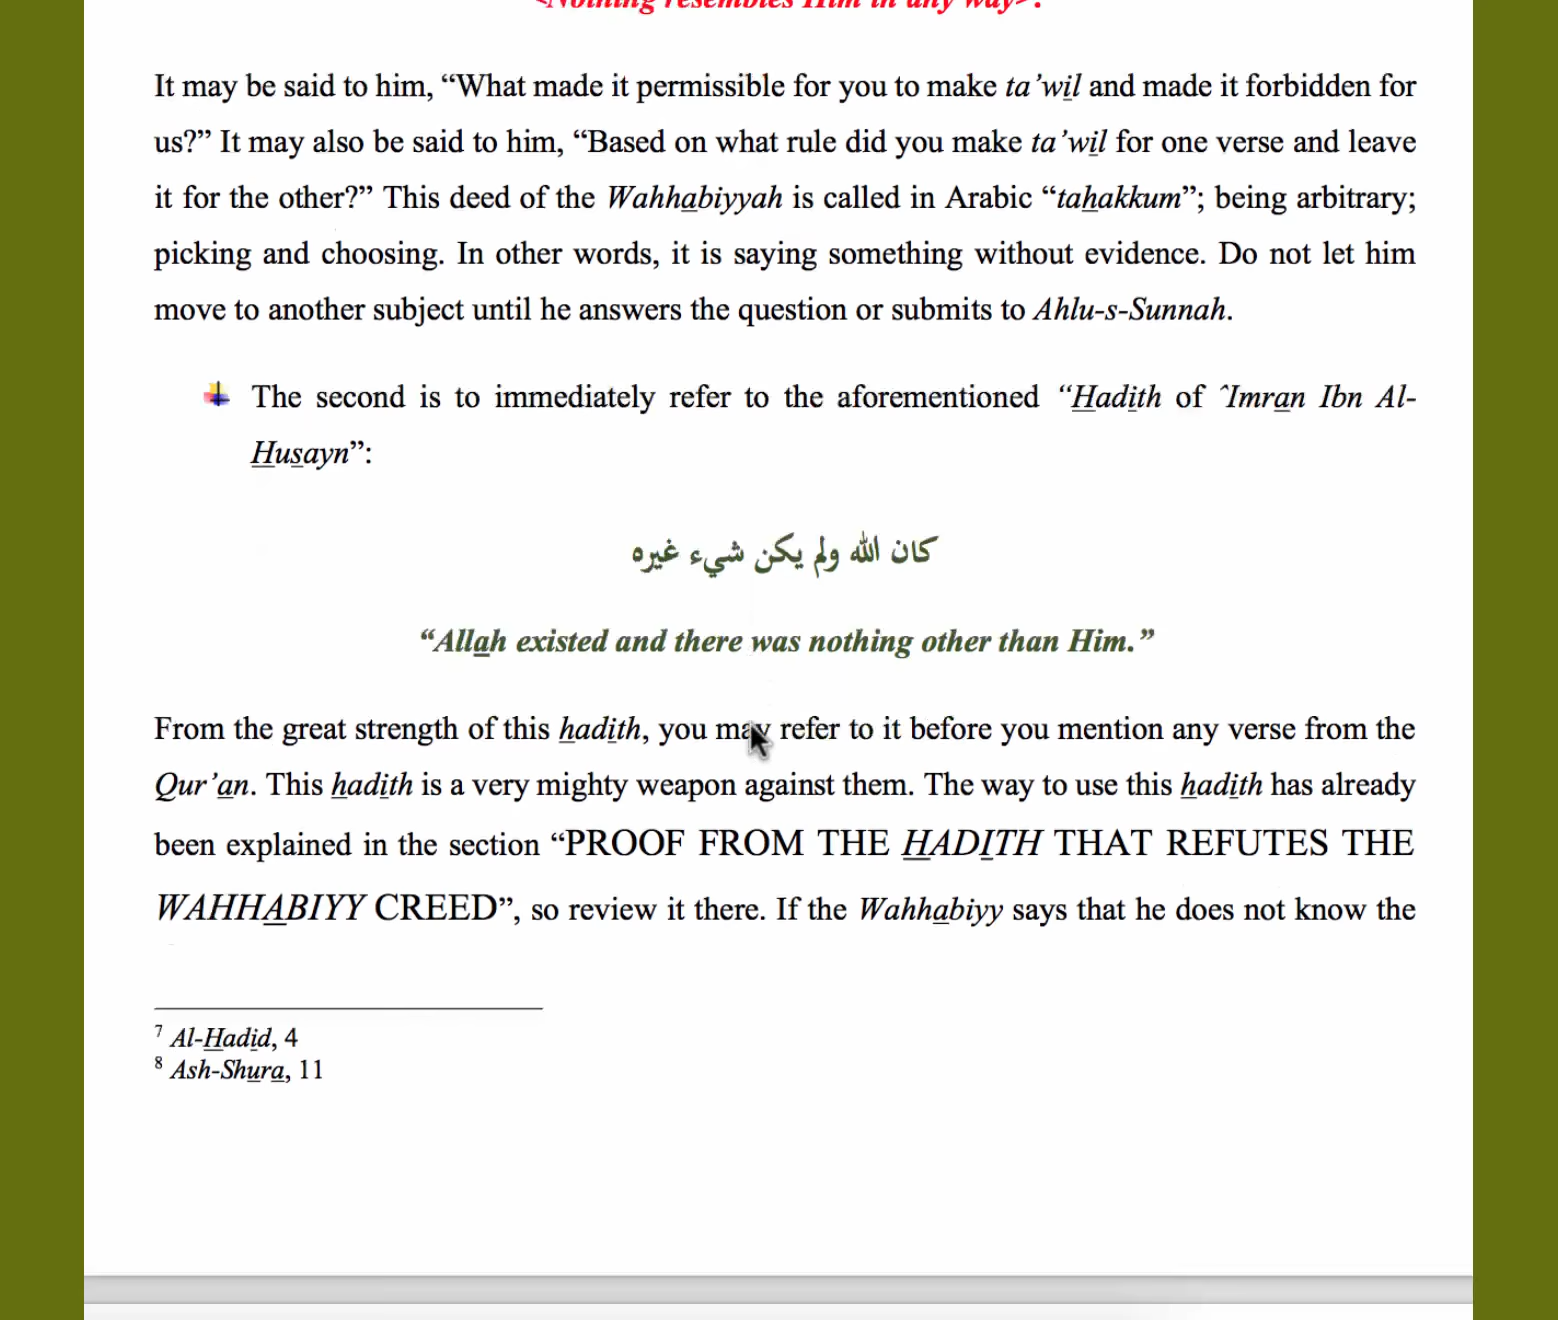 <Nothing resembles Him in any way>.
It may be said to him, “What made it permissible for you to make ta’wil and made it forbidden for
us?” It may also be said to him, “Based on what rule did you make ta’wil for one verse and leave
it for the other?” This deed of the Wahhabiyyah is called in Arabic “tahakkum”; being arbitrary;
picking and choosing. In other words, it is saying something without evidence. Do not let him
move to another subject until he answers the question or submits to Ahlu-s-Sunnah.
The second is to immediately refer to the aforementioned “Hadith of ˆImran Ibn Al-
Husayn”:
كان الله ولم يكن شيء غيره
“Allah existed and there was nothing other than Him.”
From the great strength of this hadith, you may refer to it before you mention any verse from the
Qur’an. This hadith is a very mighty weapon against them. The way to use this hadith has already
been explained in the section “PROOF FROM THE HADITH THAT REFUTES THE
WAHHABIYY CREED”, so review it there. If the Wahhabiyy says that he does not know the
7 Al-Hadid, 4
8 Ash-Shura, 11